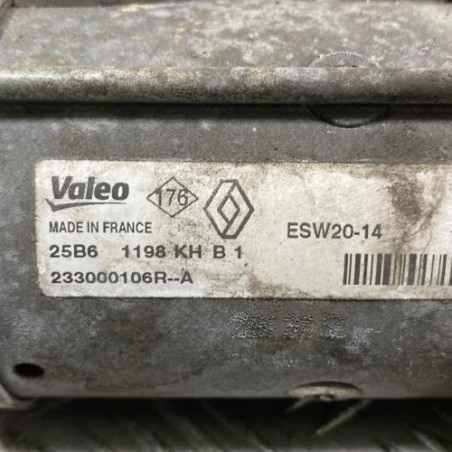 Valeo 176 ESW20-14
MADE IN FRANCE
25B6 1198 KH B 1
233000106R--A